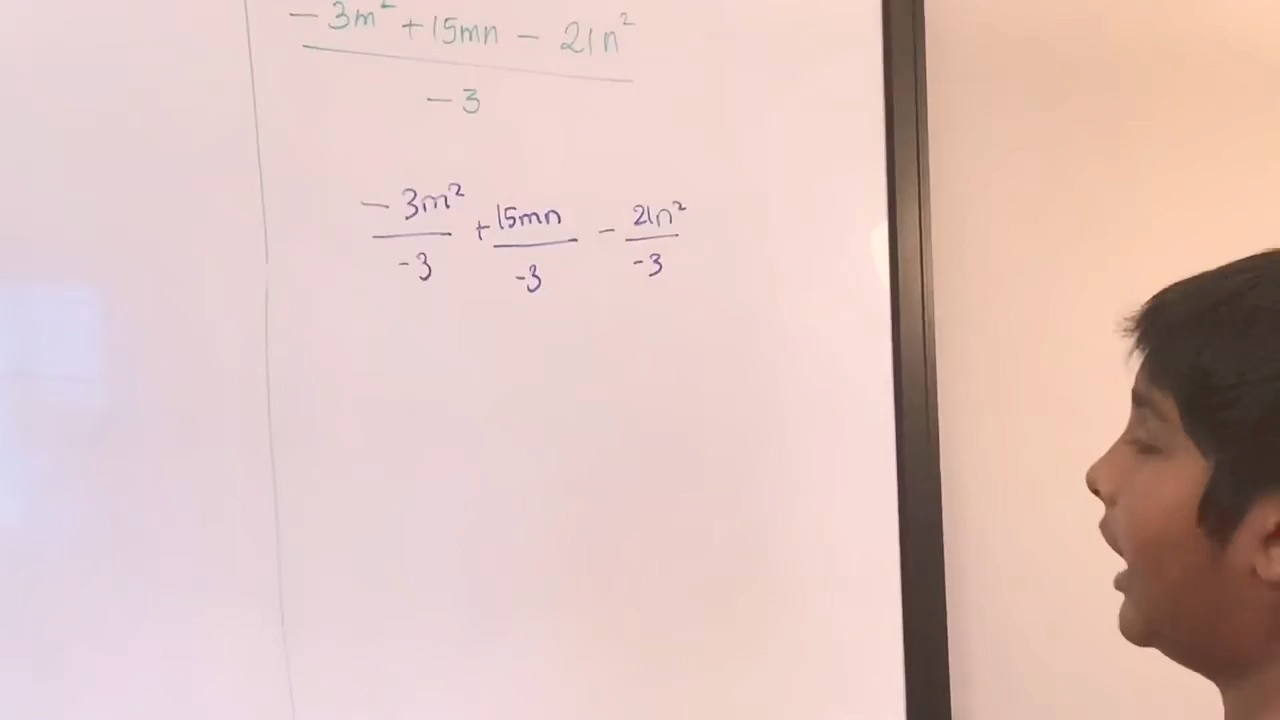 - 3m² + 15mn - 21n²
- 3
- 3m² + 15mn - 21n²
-3 -3 -3